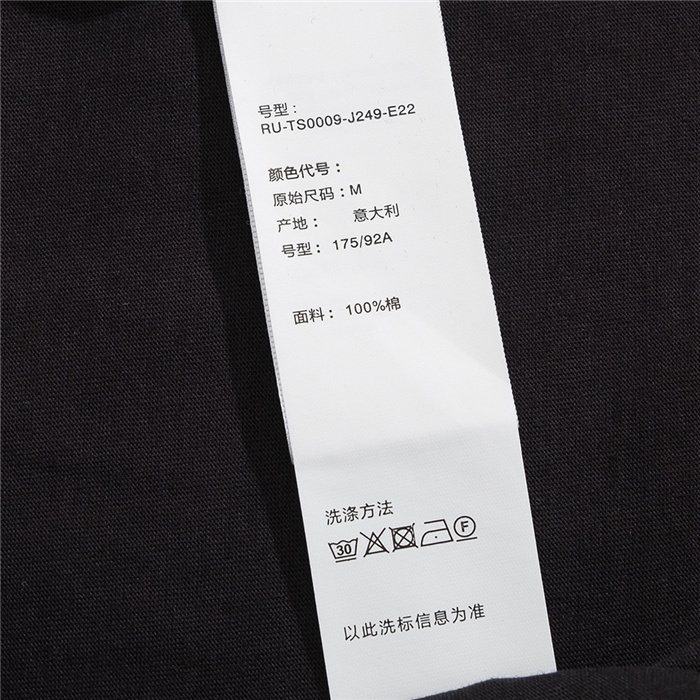 号型：
RU-TS0009-J249-E22
颜色代号：
原始尺码：M
产地： 意大利
号型：175/92A
面料：100%棉
洗涤方法
30 F
以此洗标信息为准